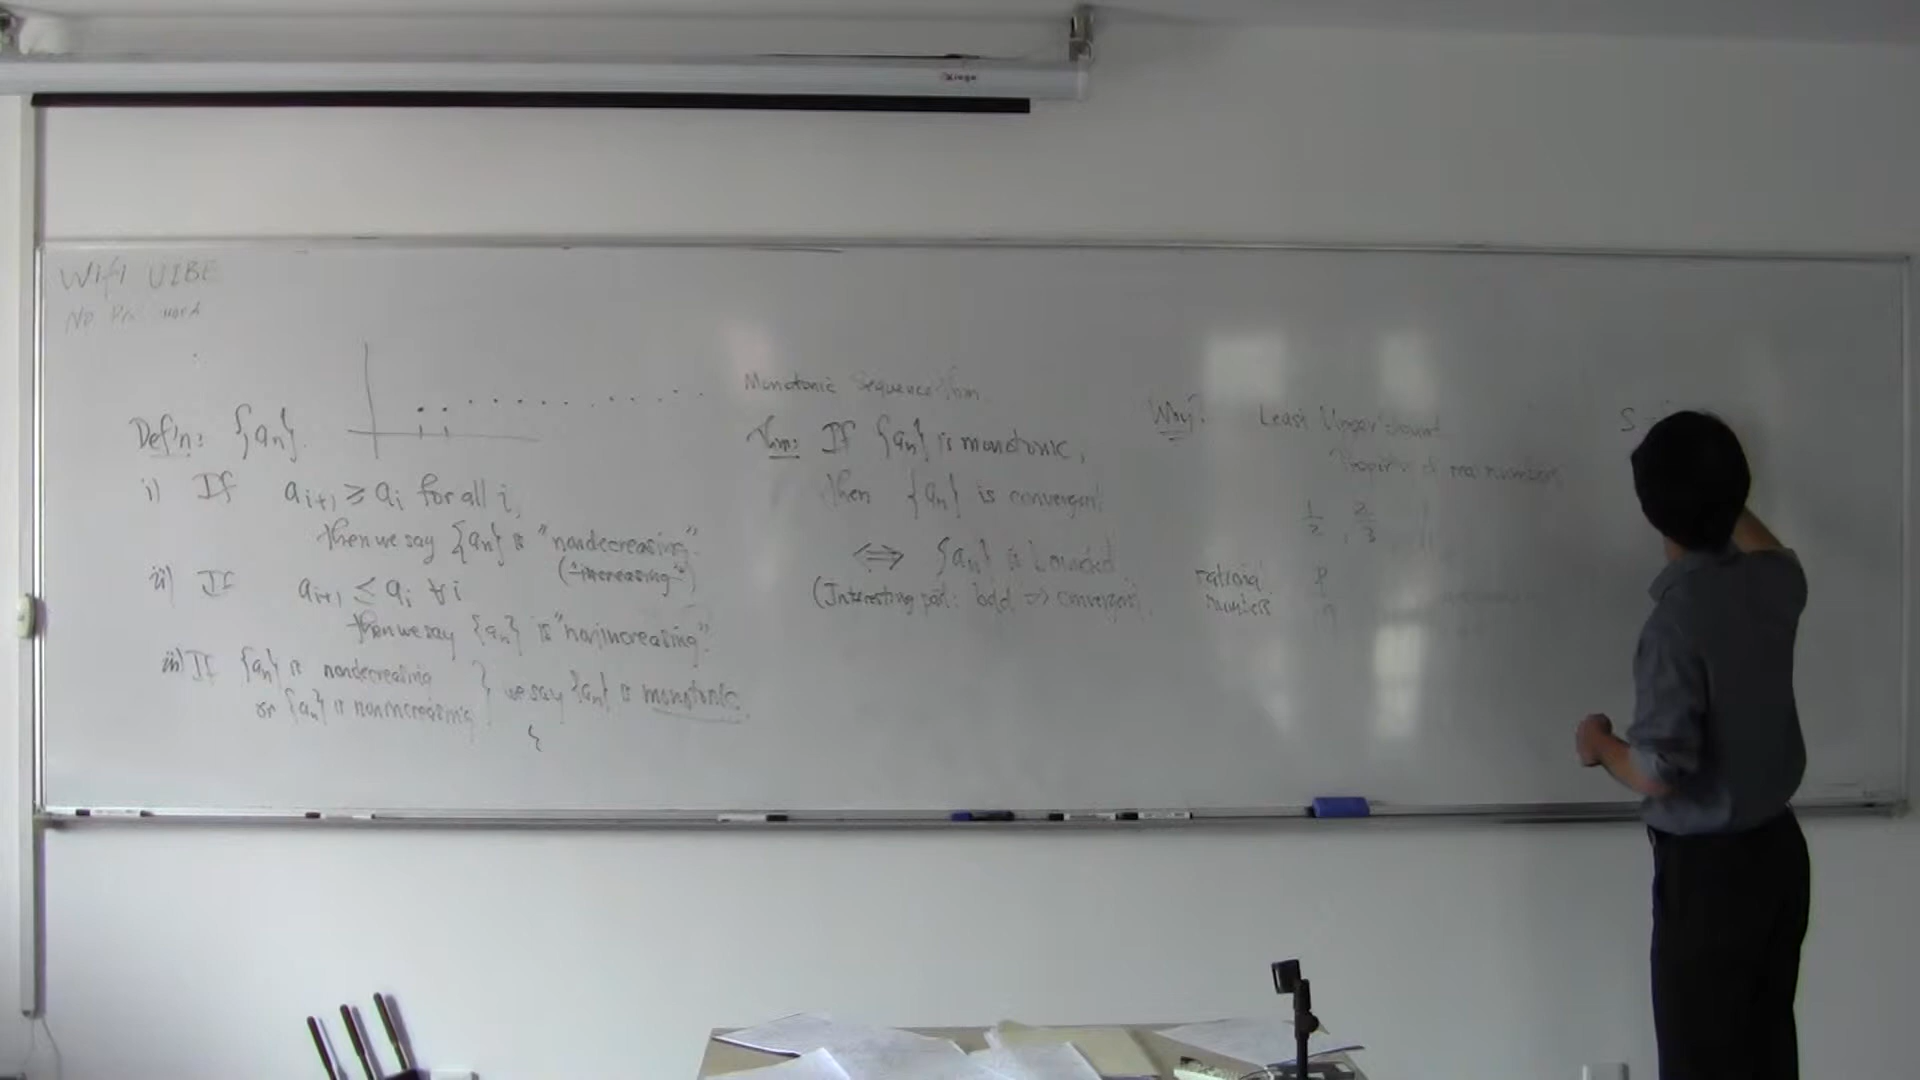 Wifi UIBE
No
Def'n: {an}.
i) If ai+1 ≥ ai for all i,
then we say {an} is "nondecreasing".
("increasing")
ii) If ai+1 ≤ ai ∀i
then we say {an} is "nonincreasing".
iii) If {an} is nondecreasing
or {an} is nonincreasing } we say {an} is monotonic.
{
Monotonic Sequence Thm
Thm: If {an} is monotonic,
then {an} is convergent
⇔ {an} is bounded
(Interesting part: bdd ⇒ convergent.
Why? Least Upper bound
Property of real numbers
1/2, 2/3
rational
numbers
p
S